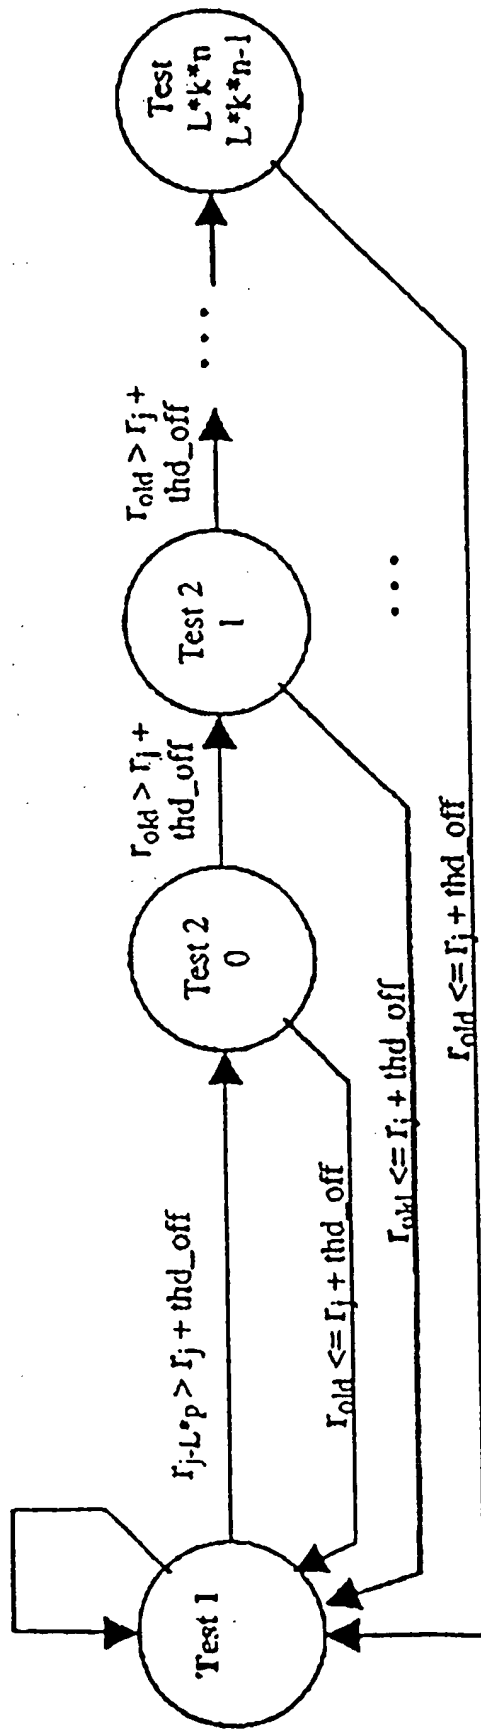 Test 1
r_j-L*p > r_j + thd_off
r_old <= r_j + thd_off
Test 2
0
r_old > r_j +
thd_off
r_old <= r_j + thd_off
Test 2
1
r_old > r_j +
thd_off
...
...
r_old <= r_j + thd_off
Test
L*k*n
L*k*n-1